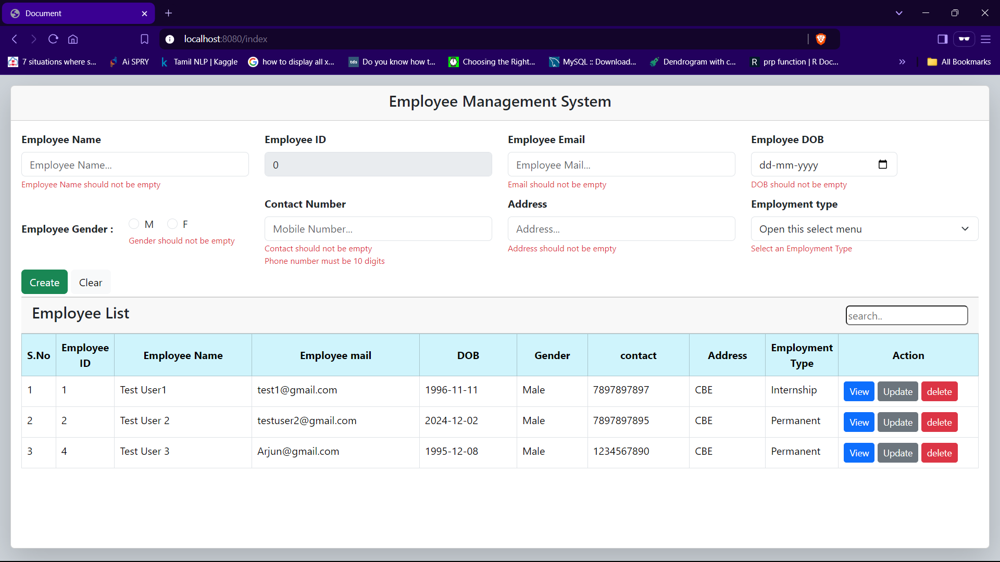 Document
localhost:8080/index
7 situations where s...
Ai SPRY
k Tamil NLP | Kaggle
how to display all x...
tds Do you know how t...
Choosing the Right...
MySQL :: Download...
Dendrogram with c...
R prp function | R Doc...
All Bookmarks
Employee Management System
Employee Name
Employee ID
Employee Email
Employee DOB
Employee Name...
0
Employee Mail...
dd-mm-yyyy
Employee Name should not be empty
Email should not be empty
DOB should not be empty
Contact Number
Address
Employment type
Employee Gender :
M
F
Mobile Number...
Address...
Open this select menu
Gender should not be empty
Contact should not be empty
Address should not be empty
Select an Employment Type
Phone number must be 10 digits
Create
Clear
Employee List
search..
S.No
Employee ID
Employee Name
Employee mail
DOB
Gender
contact
Address
Employment Type
Action
1 1 Test User1 test1@gmail.com 1996-11-11 Male 7897897897 CBE Internship View Update delete
2 2 Test User 2 testuser2@gmail.com 2024-12-02 Male 7897897895 CBE Permanent View Update delete
3 4 Test User 3 Arjun@gmail.com 1995-12-08 Male 1234567890 CBE Permanent View Update delete